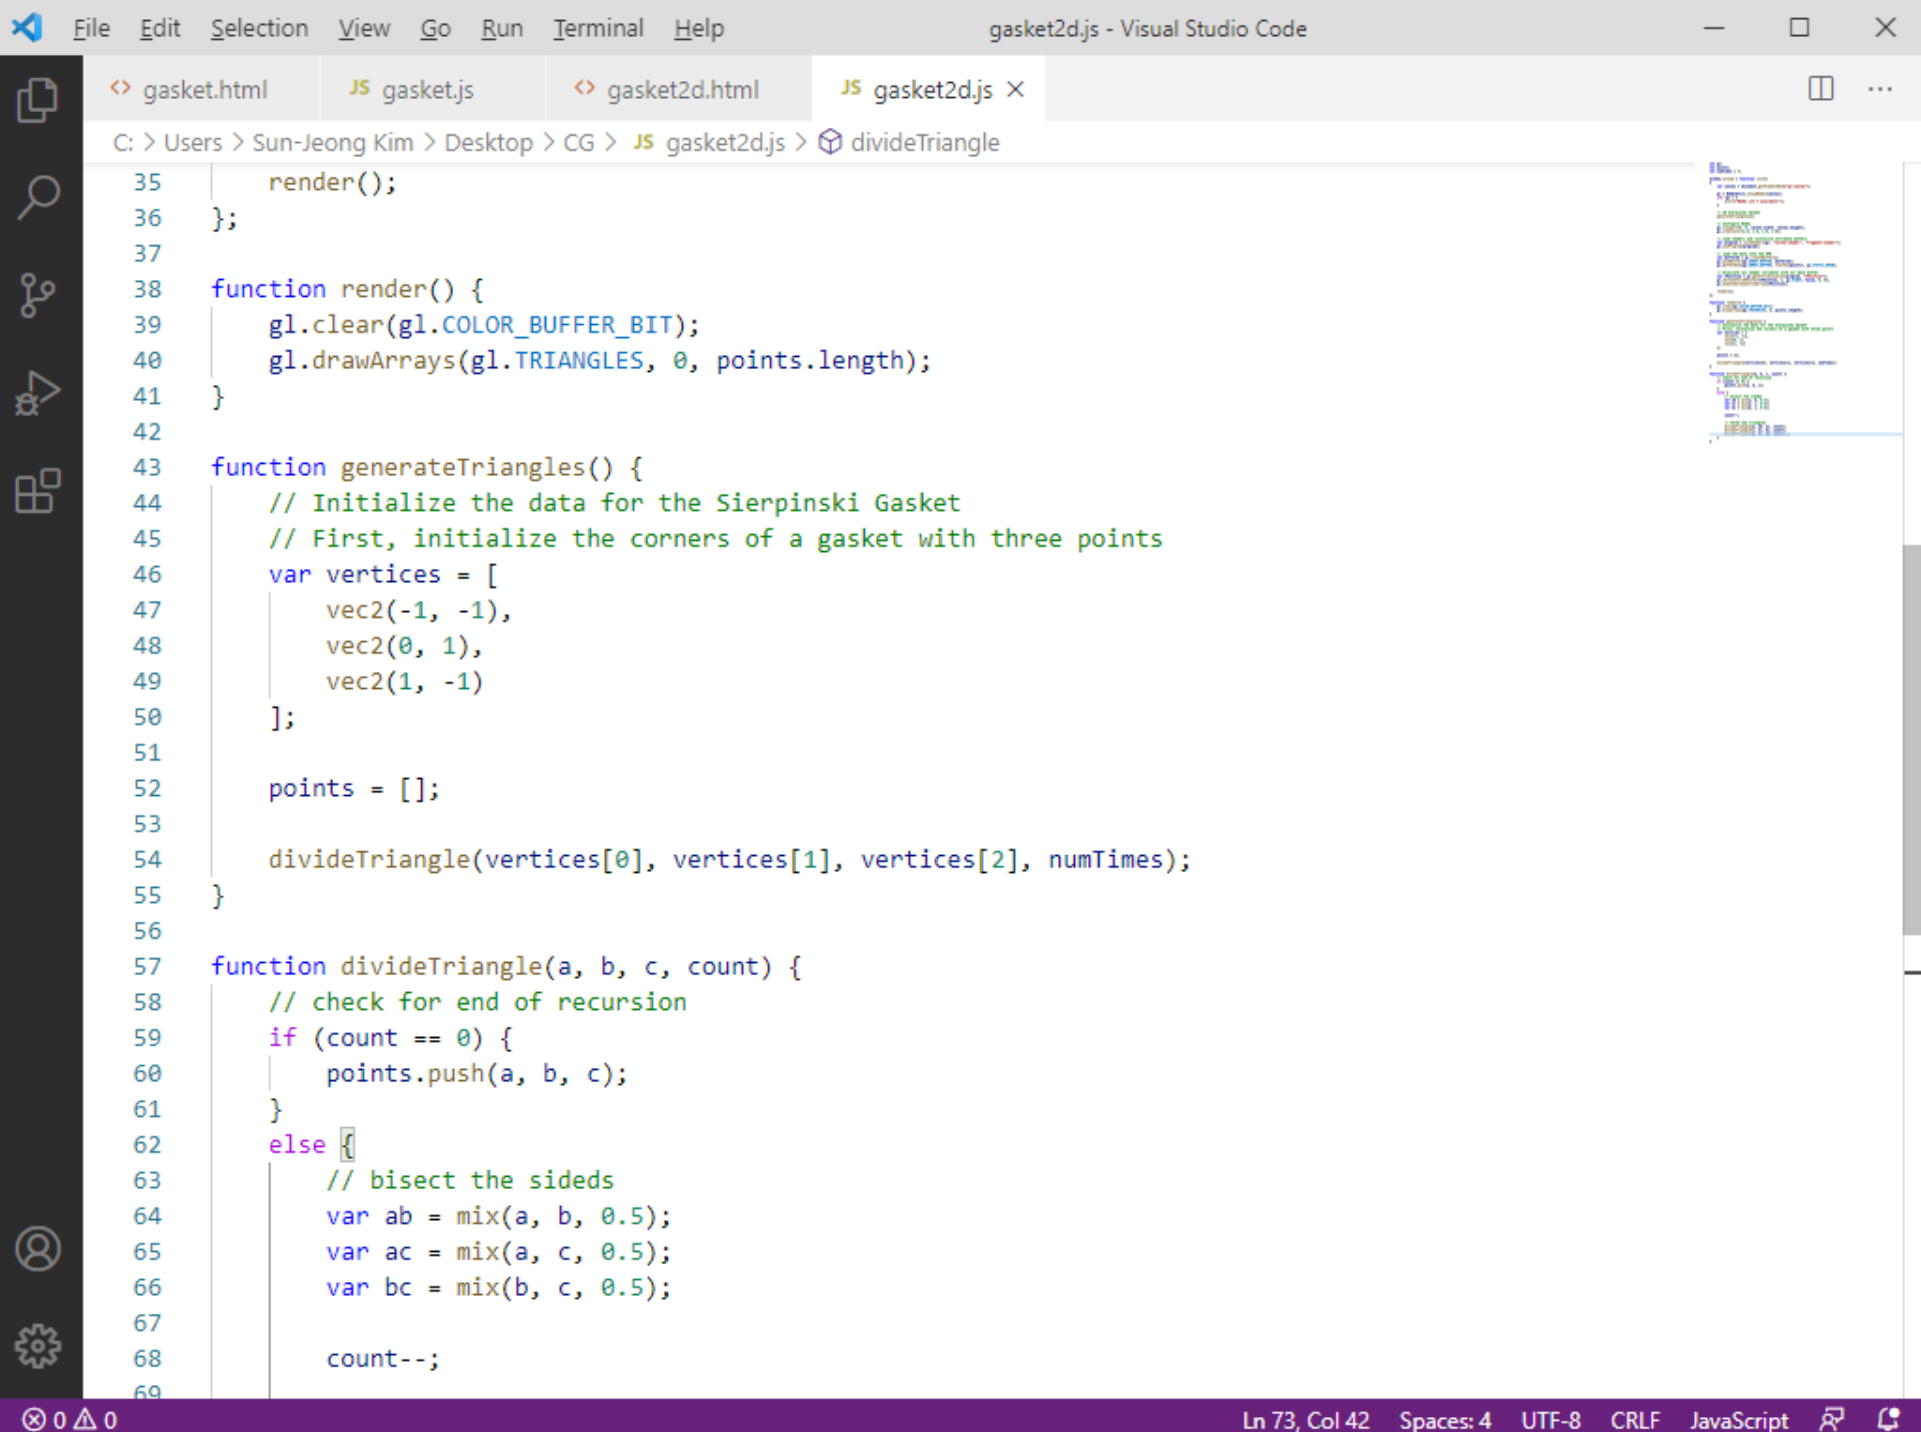 File Edit Selection View Go Run Terminal Help gasket2d.js - Visual Studio Code
gasket.html JS gasket.js gasket2d.html JS gasket2d.js
C: > Users > Sun-Jeong Kim > Desktop > CG > JS gasket2d.js > divideTriangle
35 render();
36 };
37
38 function render() {
39 gl.clear(gl.COLOR_BUFFER_BIT);
40 gl.drawArrays(gl.TRIANGLES, 0, points.length);
41 }
42
43 function generateTriangles() {
44 // Initialize the data for the Sierpinski Gasket
45 // First, initialize the corners of a gasket with three points
46 var vertices = [
47 vec2(-1, -1),
48 vec2(0, 1),
49 vec2(1, -1)
50 ];
51
52 points = [];
53
54 divideTriangle(vertices[0], vertices[1], vertices[2], numTimes);
55 }
56
57 function divideTriangle(a, b, c, count) {
58 // check for end of recursion
59 if (count == 0) {
60 points.push(a, b, c);
61 }
62 else {
63 // bisect the sideds
64 var ab = mix(a, b, 0.5);
65 var ac = mix(a, c, 0.5);
66 var bc = mix(b, c, 0.5);
67
68 count--;
69
0 0 Ln 73, Col 42 Spaces: 4 UTF-8 CRLF JavaScript